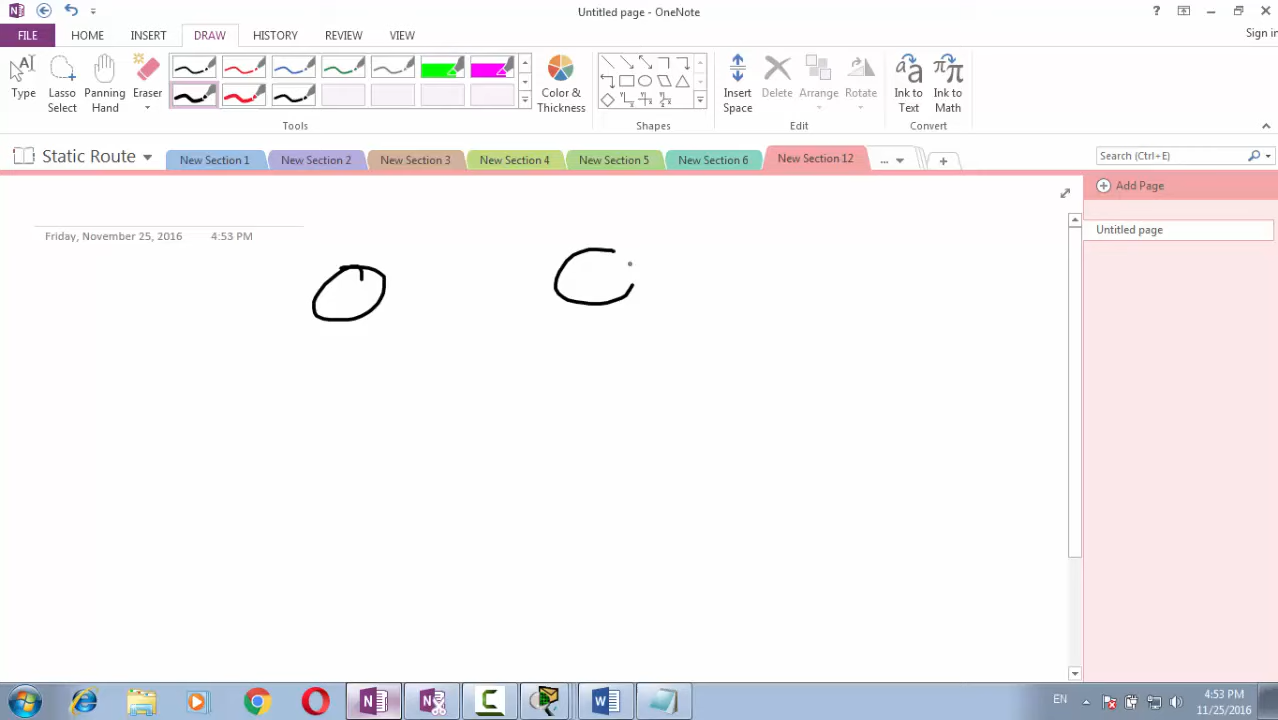 Untitled page - OneNote
? 
Sign in
FILE HOME INSERT DRAW HISTORY REVIEW VIEW
Type
Lasso Select
Panning Hand
Eraser
Color & Thickness
Insert Space
Delete
Arrange
Rotate
Ink to Text
Ink to Math
Tools
Shapes
Edit
Convert
Static Route
New Section 1 New Section 2 New Section 3 New Section 4 New Section 5 New Section 6 New Section 12 ...
Search (Ctrl+E)
Add Page
Untitled page
Friday, November 25, 2016 4:53 PM
EN
4:53 PM
11/25/2016